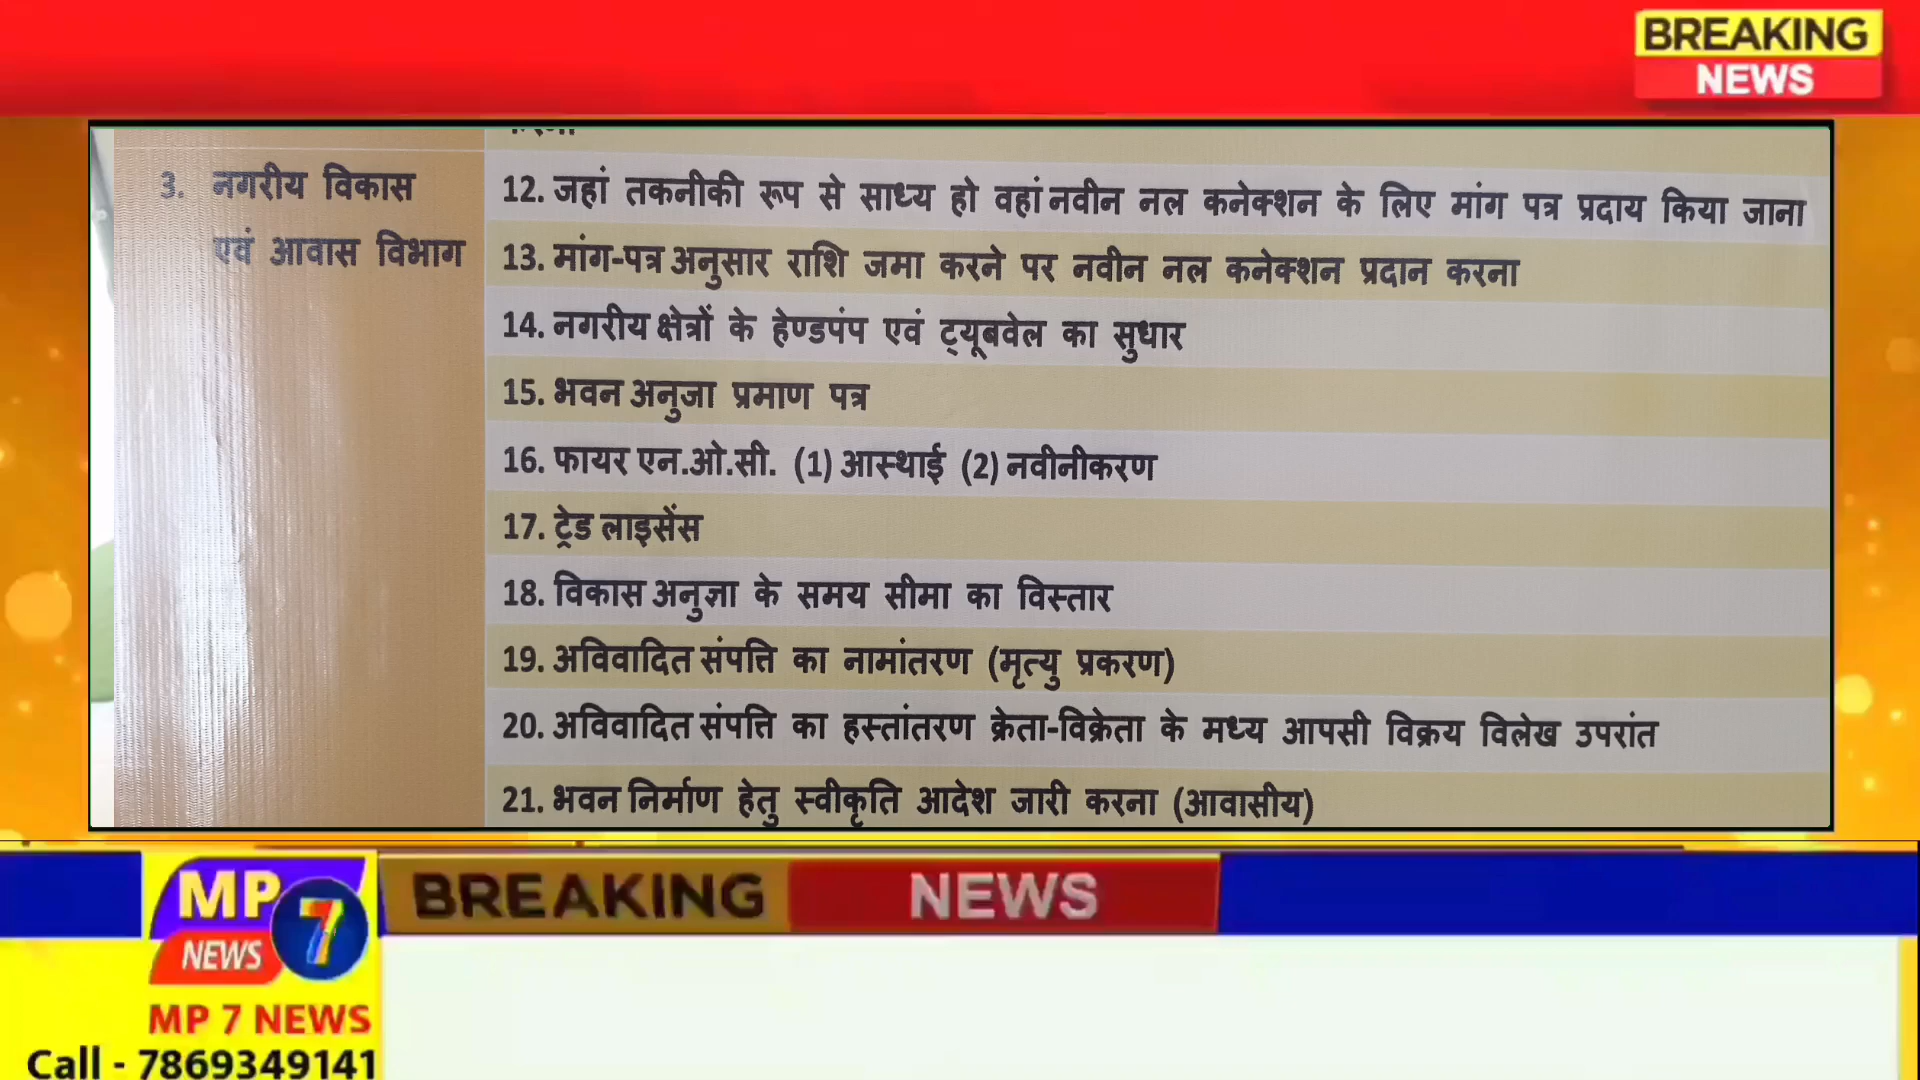 BREAKING
NEWS
3. नगरीय विकास
एवं आवास विभाग
12. जहां तकनीकी रूप से साध्य हो वहां नवीन नल कनेक्शन के लिए मांग पत्र प्रदाय किया जाना
13. मांग-पत्र अनुसार राशि जमा करने पर नवीन नल कनेक्शन प्रदान करना
14. नगरीय क्षेत्रों के हेण्डपंप एवं ट्यूबवेल का सुधार
15. भवन अनुजा प्रमाण पत्र
16. फायर एन.ओ.सी. (1) आस्थाई (2) नवीनीकरण
17. ट्रेड लाइसेंस
18. विकास अनुज्ञा के समय सीमा का विस्तार
19. अविवादित संपत्ति का नामांतरण (मृत्यु प्रकरण)
20. अविवादित संपत्ति का हस्तांतरण क्रेता-विक्रेता के मध्य आपसी विक्रय विलेख उपरांत
21. भवन निर्माण हेतु स्वीकृति आदेश जारी करना (आवासीय)
MP 7
NEWS
BREAKING NEWS
MP 7 NEWS
Call - 7869349141